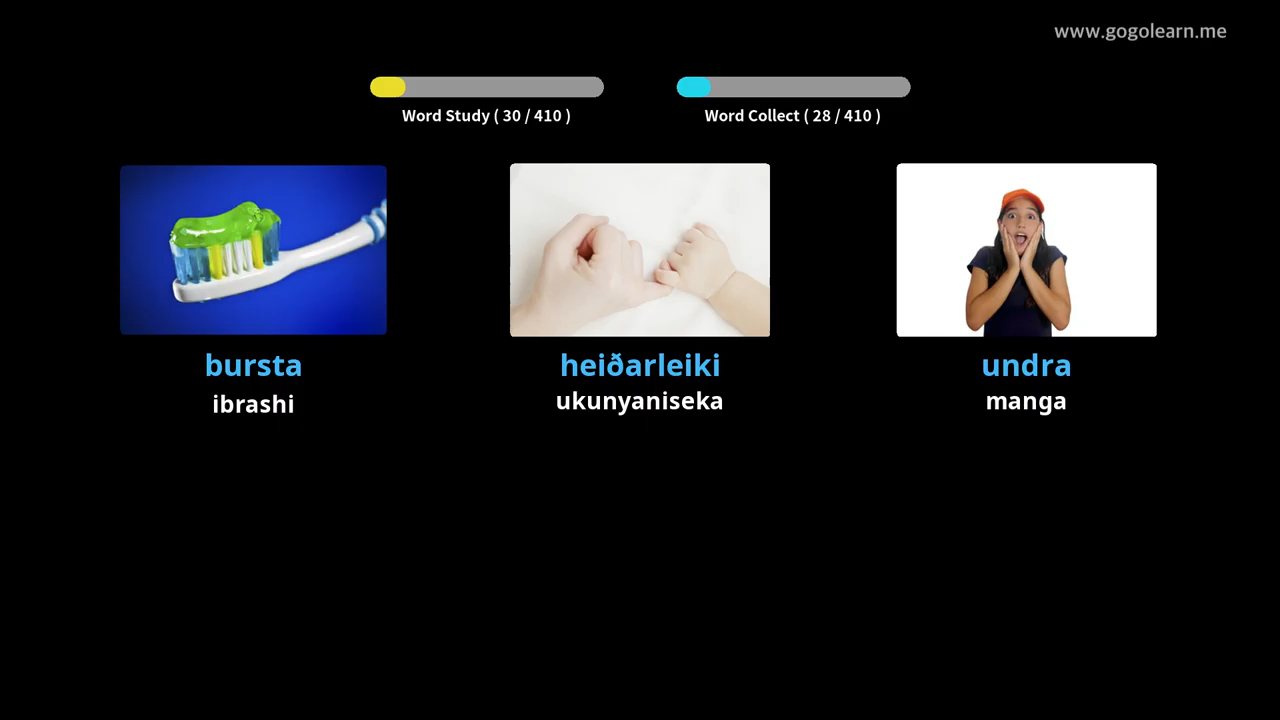 www.gogolearn.me
Word Study ( 30 / 410 )
Word Collect ( 28 / 410 )
bursta
ibrashi
heiðarleiki
ukunyaniseka
undra
manga